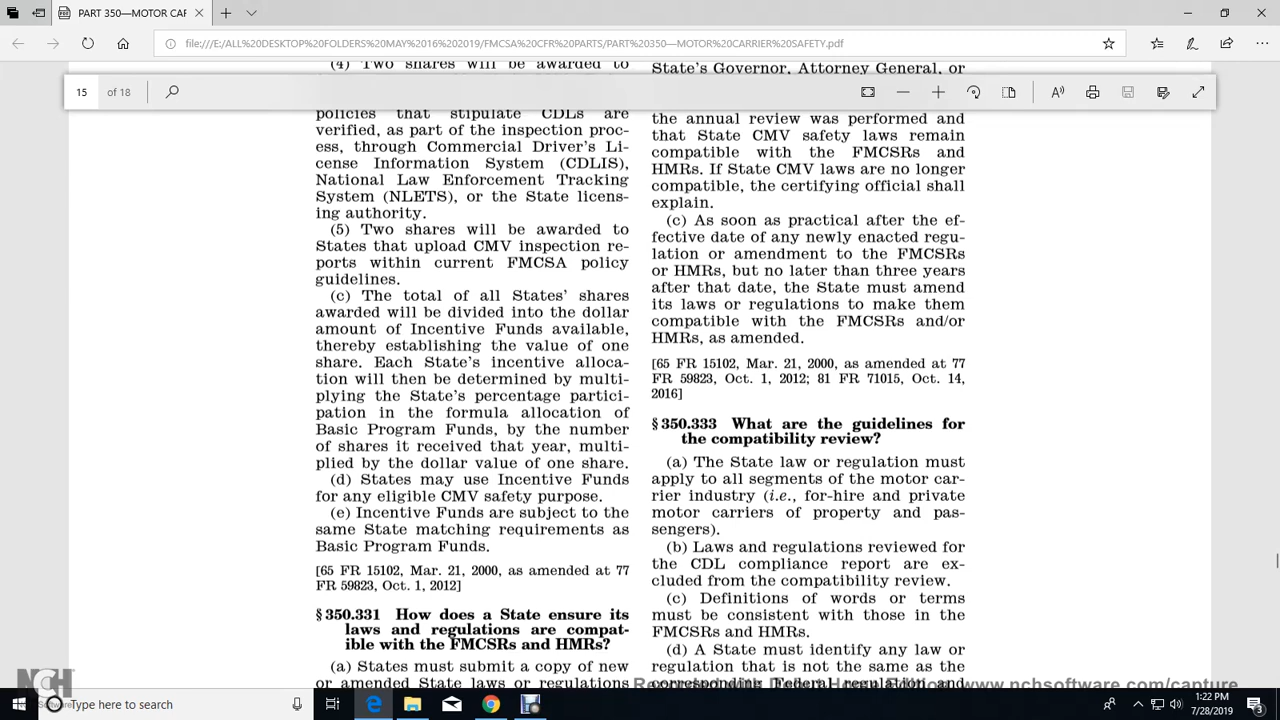 PART 350—MOTOR CAR
file:///E:/ALL%20DESKTOP%20FOLDERS%20MAY%2016%202019/FMCSA%20CFR%20PARTS/PART%20350—MOTOR%20CARRIER%20SAFETY.pdf
15 of 18
(4) Two shares will be awarded to
policies that stipulate CDLs are
verified, as part of the inspection proc-
ess, through Commercial Driver's Li-
cense Information System (CDLIS),
National Law Enforcement Tracking
System (NLETS), or the State licens-
ing authority.
(5) Two shares will be awarded to
States that upload CMV inspection re-
ports within current FMCSA policy
guidelines.
(c) The total of all States' shares
awarded will be divided into the dollar
amount of Incentive Funds available,
thereby establishing the value of one
share. Each State's incentive alloca-
tion will then be determined by multi-
plying the State's percentage partici-
pation in the formula allocation of
Basic Program Funds, by the number
of shares it received that year, multi-
plied by the dollar value of one share.
(d) States may use Incentive Funds
for any eligible CMV safety purpose.
(e) Incentive Funds are subject to the
same State matching requirements as
Basic Program Funds.
[65 FR 15102, Mar. 21, 2000, as amended at 77
FR 59823, Oct. 1, 2012]
§ 350.331 How does a State ensure its
laws and regulations are compat-
ible with the FMCSRs and HMRs?
(a) States must submit a copy of new
or amended State laws or regulations
State's Governor, Attorney General, or
the annual review was performed and
that State CMV safety laws remain
compatible with the FMCSRs and
HMRs. If State CMV laws are no longer
compatible, the certifying official shall
explain.
(c) As soon as practical after the ef-
fective date of any newly enacted regu-
lation or amendment to the FMCSRs
or HMRs, but no later than three years
after that date, the State must amend
its laws or regulations to make them
compatible with the FMCSRs and/or
HMRs, as amended.
[65 FR 15102, Mar. 21, 2000, as amended at 77
FR 59823, Oct. 1, 2012; 81 FR 71015, Oct. 14,
2016]
§ 350.333 What are the guidelines for
the compatibility review?
(a) The State law or regulation must
apply to all segments of the motor car-
rier industry (i.e., for-hire and private
motor carriers of property and pas-
sengers).
(b) Laws and regulations reviewed for
the CDL compliance report are ex-
cluded from the compatibility review.
(c) Definitions of words or terms
must be consistent with those in the
FMCSRs and HMRs.
(d) A State must identify any law or
regulation that is not the same as the
corresponding Federal regulation and
Recorded with Debut Home Edition www.nchsoftware.com/capture
NCH
Software
Type here to search
1:22 PM
7/28/2019